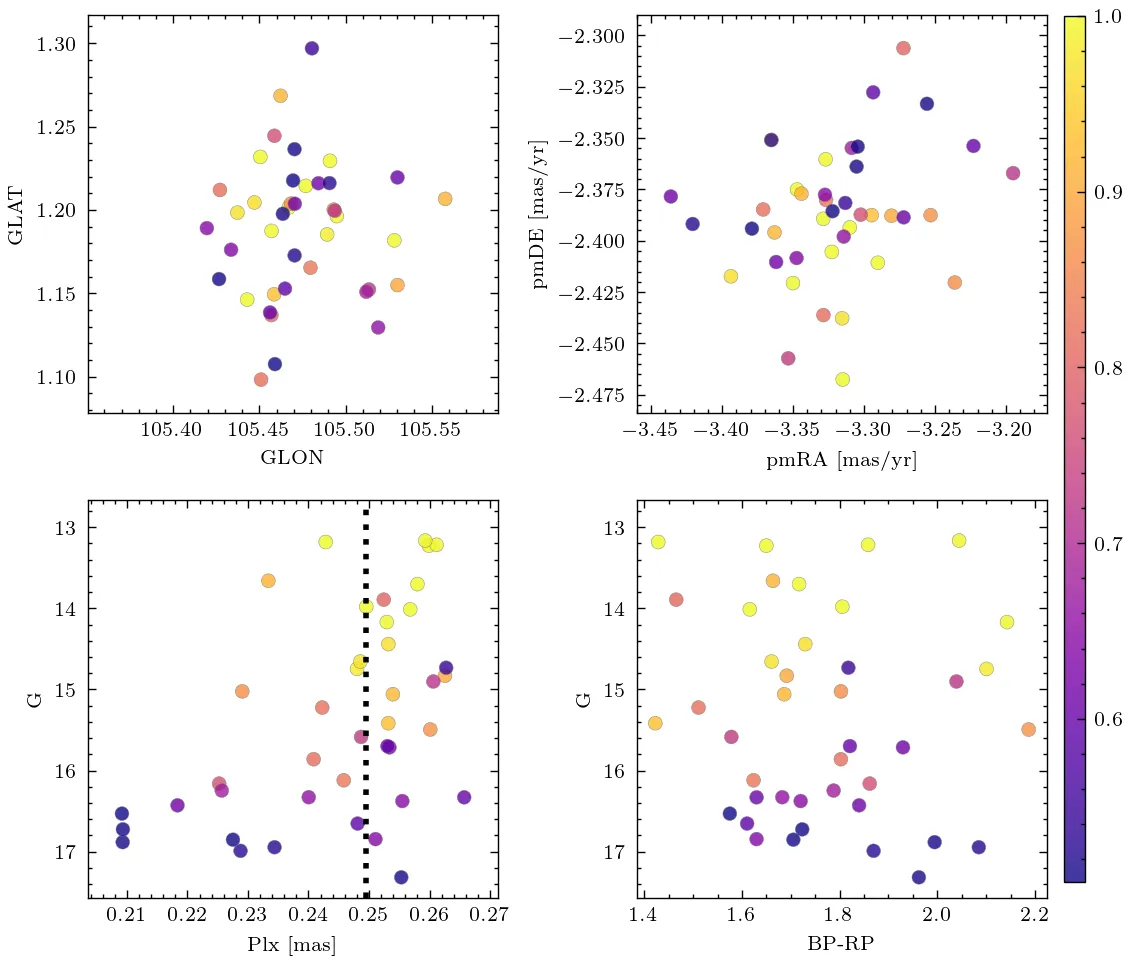 1.30
1.25
1.20
1.15
1.10
GLAT
105.40 105.45 105.50 105.55
GLON
−2.300
−2.325
−2.350
−2.375
−2.400
−2.425
−2.450
−2.475
pmDE [mas/yr]
−3.45 −3.40 −3.35 −3.30 −3.25 −3.20
pmRA [mas/yr]
1.0
0.9
0.8
0.7
0.6
13
14
15
16
17
G
0.21 0.22 0.23 0.24 0.25 0.26 0.27
Plx [mas]
13
14
15
16
17
G
1.4 1.6 1.8 2.0 2.2
BP-RP